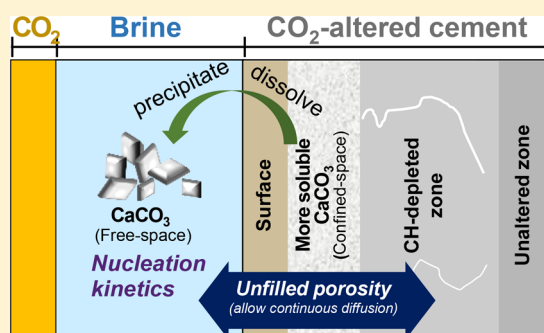 CO₂
Brine
CO₂-altered cement
precipitate
dissolve
CaCO₃
(Free-space)
Nucleation
kinetics
Surface
More soluble
CaCO₃
(Confined-space)
CH-depleted
zone
Unaltered zone
Unfilled porosity
(allow continuous diffusion)